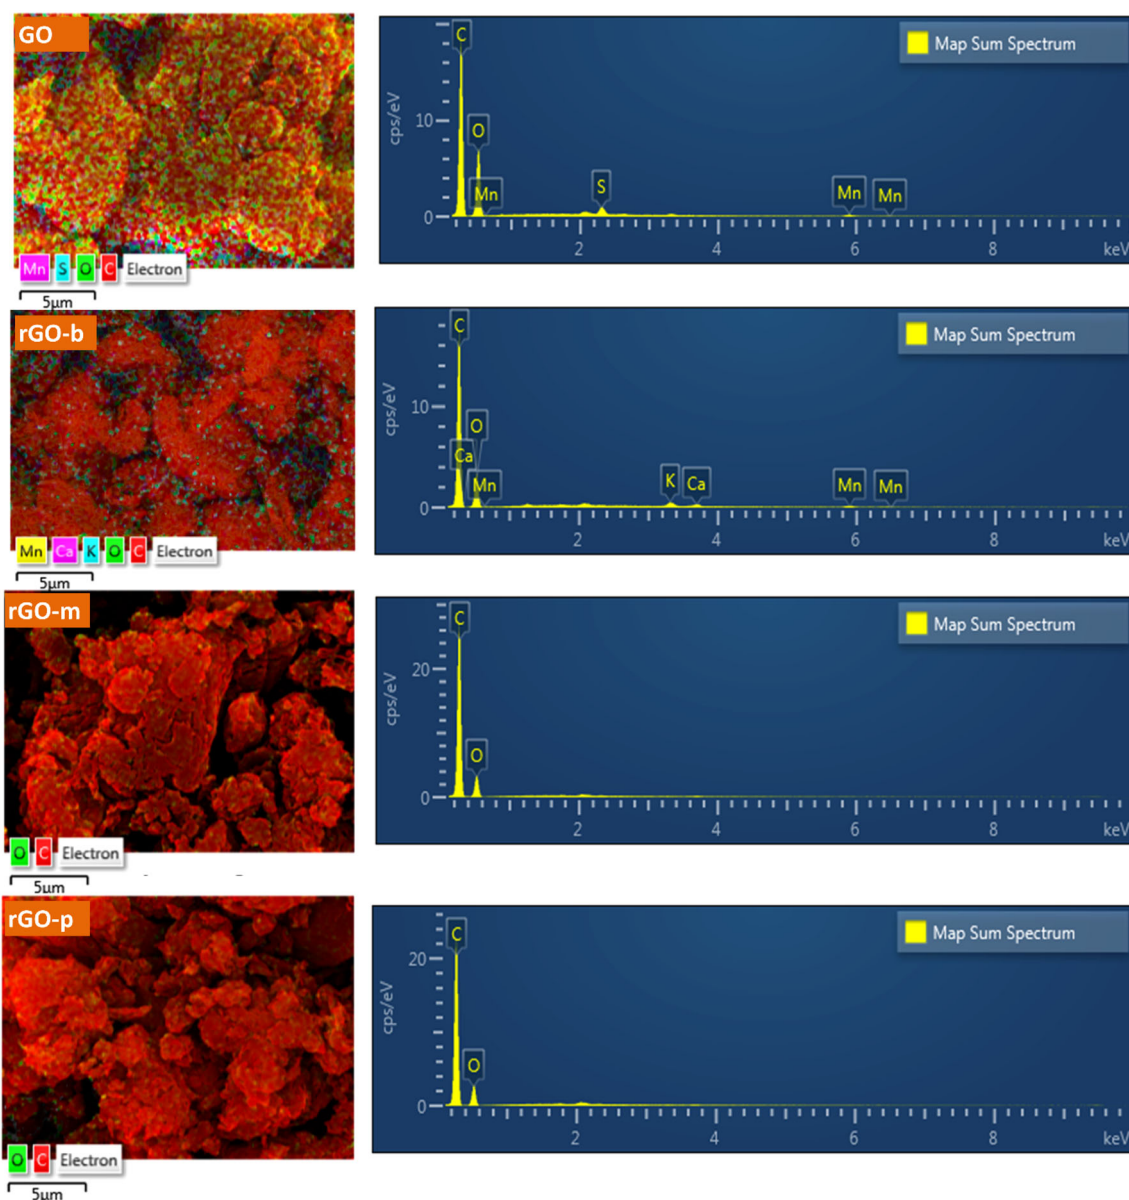 GO
Mn S O C Electron
5μm
C
O
Mn
S
Mn
Mn
Map Sum Spectrum
cps/eV
10
0
2
4
6
8
keV
rGO-b
Mn Ca K O C Electron
5μm
C
O
Ca
Mn
K
Ca
Mn
Mn
Map Sum Spectrum
cps/eV
10
0
2
4
6
8
keV
rGO-m
O C Electron
5μm
C
O
Map Sum Spectrum
cps/eV
20
0
2
4
6
8
keV
rGO-p
O C Electron
5μm
C
O
Map Sum Spectrum
cps/eV
20
0
2
4
6
8
keV